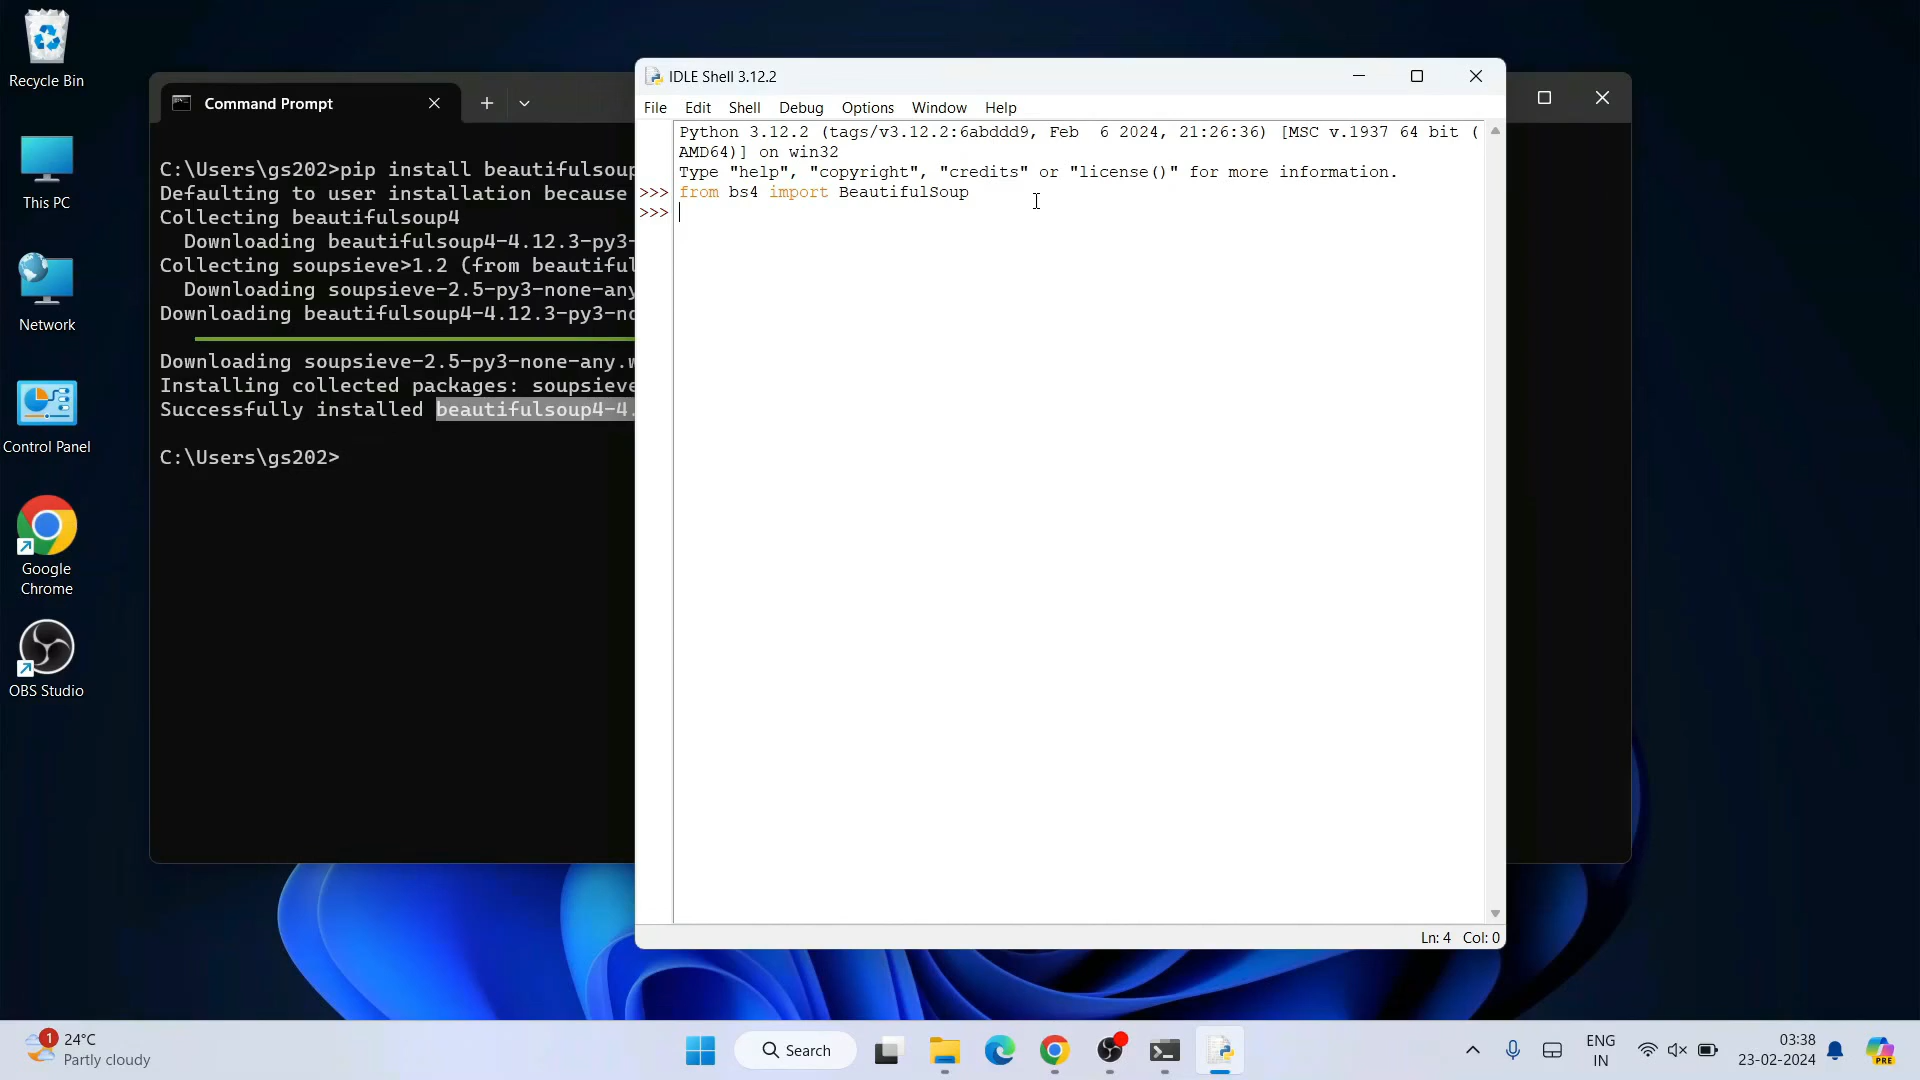 Recycle Bin
This PC
Network
Control Panel
Google
Chrome
OBS Studio
Command Prompt
C:\Users\gs202>pip install beautifulsoup
Defaulting to user installation because
Collecting beautifulsoup4
Downloading beautifulsoup4-4.12.3-py3-
Collecting soupsieve>1.2 (from beautiful
Downloading soupsieve-2.5-py3-none-any
Downloading beautifulsoup4-4.12.3-py3-no
Downloading soupsieve-2.5-py3-none-any.w
Installing collected packages: soupsieve
Successfully installed beautifulsoup4-4.
C:\Users\gs202>
IDLE Shell 3.12.2
File Edit Shell Debug Options Window Help
Python 3.12.2 (tags/v3.12.2:6abddd9, Feb  6 2024, 21:26:36) [MSC v.1937 64 bit (
AMD64)] on win32
Type "help", "copyright", "credits" or "license()" for more information.
>>> from bs4 import BeautifulSoup
>>>
Ln: 4 Col: 0
1
24°C
Partly cloudy
Search
PRE
ENG
IN
03:38
23-02-2024